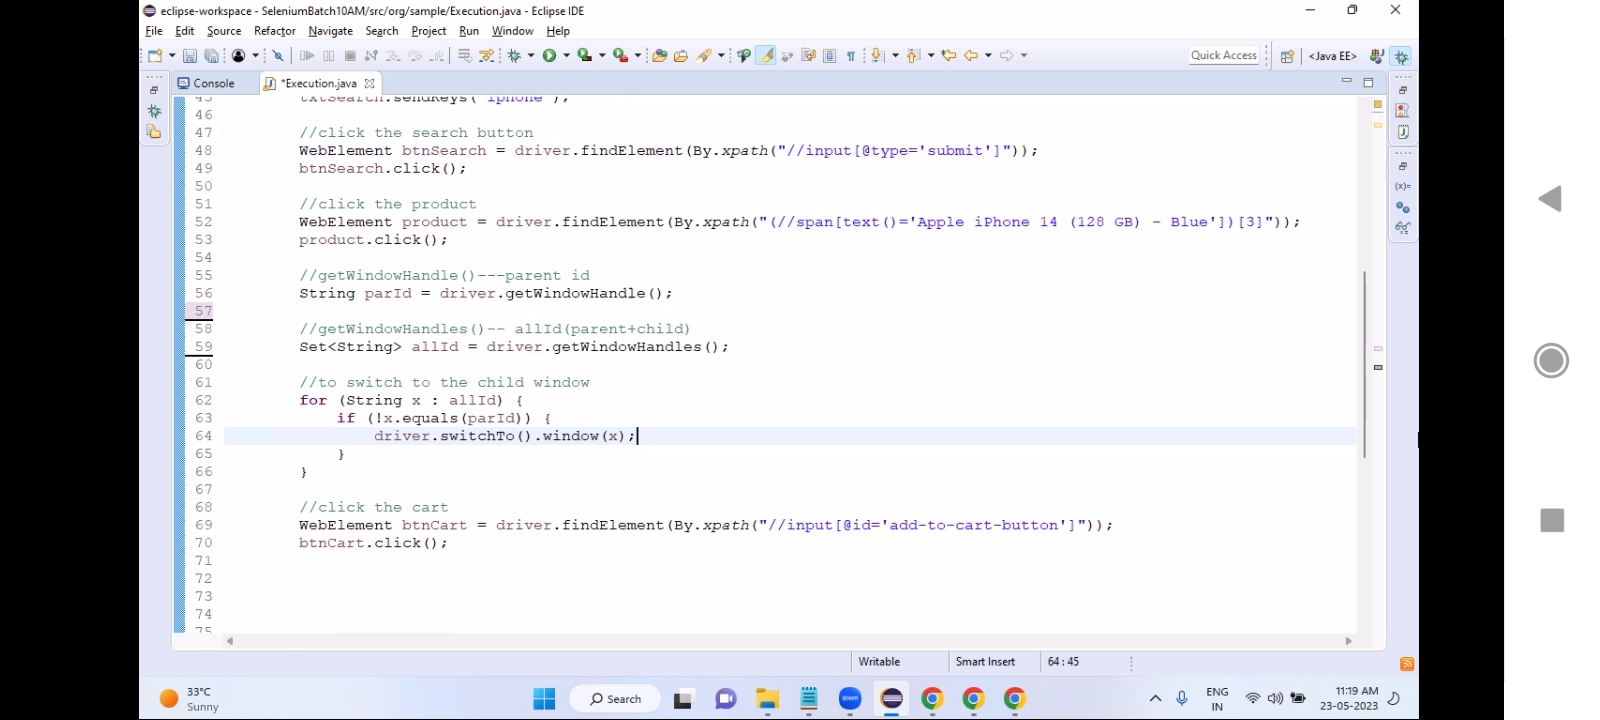 eclipse-workspace - SeleniumBatch10AM/src/org/sample/Execution.java - Eclipse IDE
File Edit Source Refactor Navigate Search Project Run Window Help
Quick Access <Java EE>
Console *Execution.java
45 txtSearch.sendKeys("iphone");
46
47 //click the search button
48 WebElement btnSearch = driver.findElement(By.xpath("//input[@type='submit']"));
49 btnSearch.click();
50
51 //click the product
52 WebElement product = driver.findElement(By.xpath("(//span[text()='Apple iPhone 14 (128 GB) - Blue'])[3]"));
53 product.click();
54
55 //getWindowHandle()---parent id
56 String parId = driver.getWindowHandle();
57
58 //getWindowHandles()-- allId(parent+child)
59 Set<String> allId = driver.getWindowHandles();
60
61 //to switch to the child window
62 for (String x : allId) {
63 if (!x.equals(parId)) {
64 driver.switchTo().window(x);
65 }
66 }
67
68 //click the cart
69 WebElement btnCart = driver.findElement(By.xpath("//input[@id='add-to-cart-button']"));
70 btnCart.click();
71
72
73
74
75
Writable Smart Insert 64 : 45
33°C
Sunny
Search
zoom
ENG
IN
11:19 AM
23-05-2023